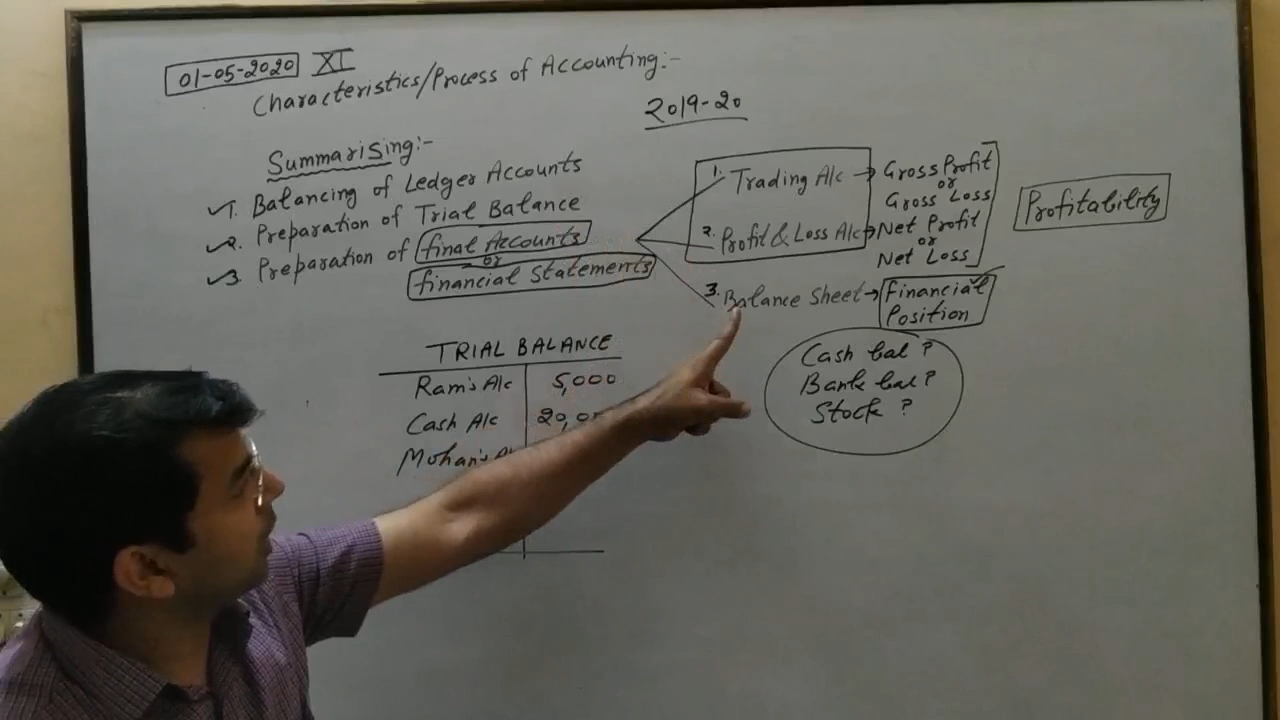 01-05-2020 XI
Characteristics/Process of Accounting:-
2019-20
Summarising:-
1. Balancing of Ledger Accounts
2. Preparation of Trial Balance
3. Preparation of final Accounts
or
financial Statements
1. Trading A/c → Gross Profit
or
Gross Loss
2. Profit & Loss A/c → Net Profit
or
Net Loss
Profitability
3. Balance Sheet → Financial
Position
Cash bal ?
Bank bal ?
Stock ?
TRIAL BALANCE
Ram's A/c 5,000
Cash A/c
Mohan's